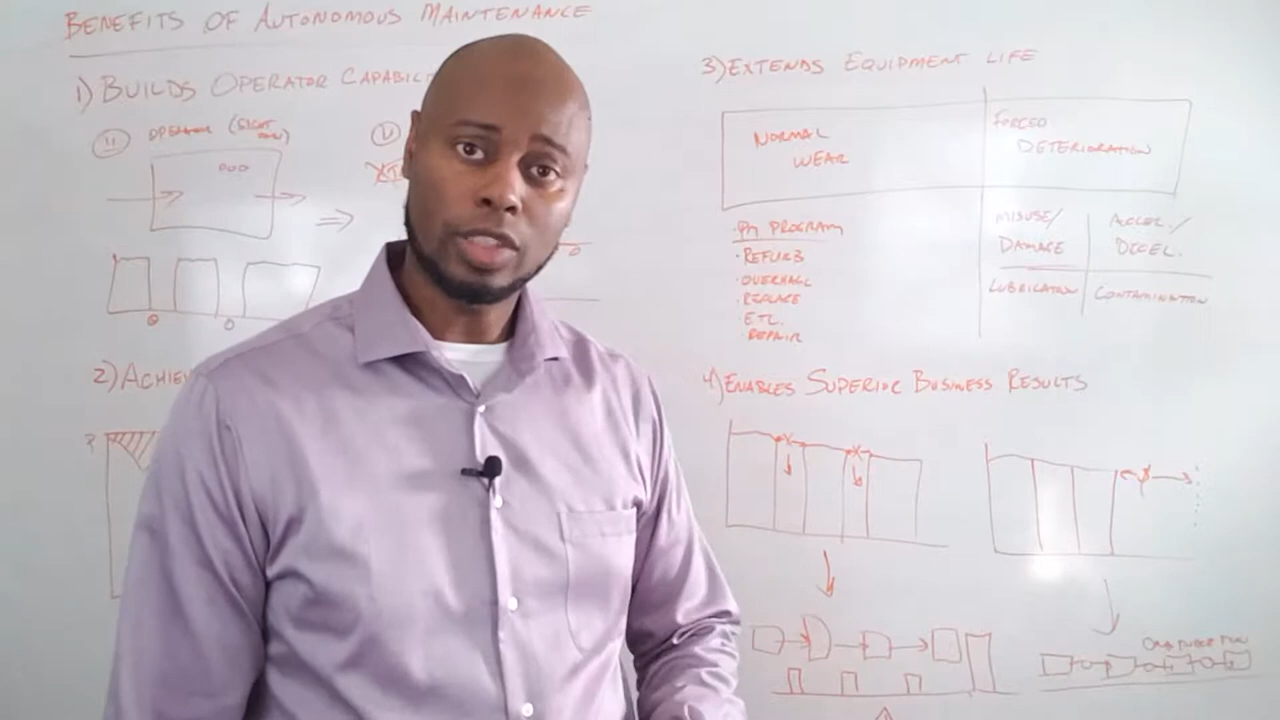 BENEFITS OF AUTONOMOUS MAINTENANCE
1) BUILDS OPERATOR CAPABILI
OPERATOR
2) ACHIEV
3) EXTENDS EQUIPMENT LIFE
NORMAL
WEAR
FORCED
DETERIORATION
PM PROGRAM
· REFURB
· OVERHAUL
· REPLACE
· ETC.
· REPAIR
MISUSE/
DAMAGE
ACCEL./
DECEL.
LUBRICATION
CONTAMINATION
4) ENABLES SUPERIOR BUSINESS RESULTS